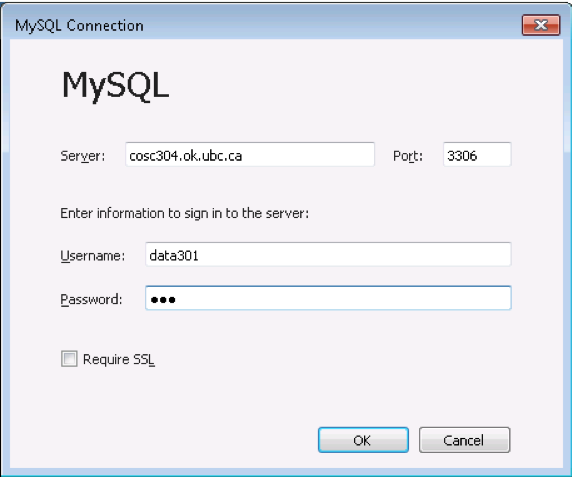 MySQL Connection
MySQL
Server: cosc304.ok.ubc.ca Port: 3306
Enter information to sign in to the server:
Username: data301
Password: •••
Require SSL
OK Cancel